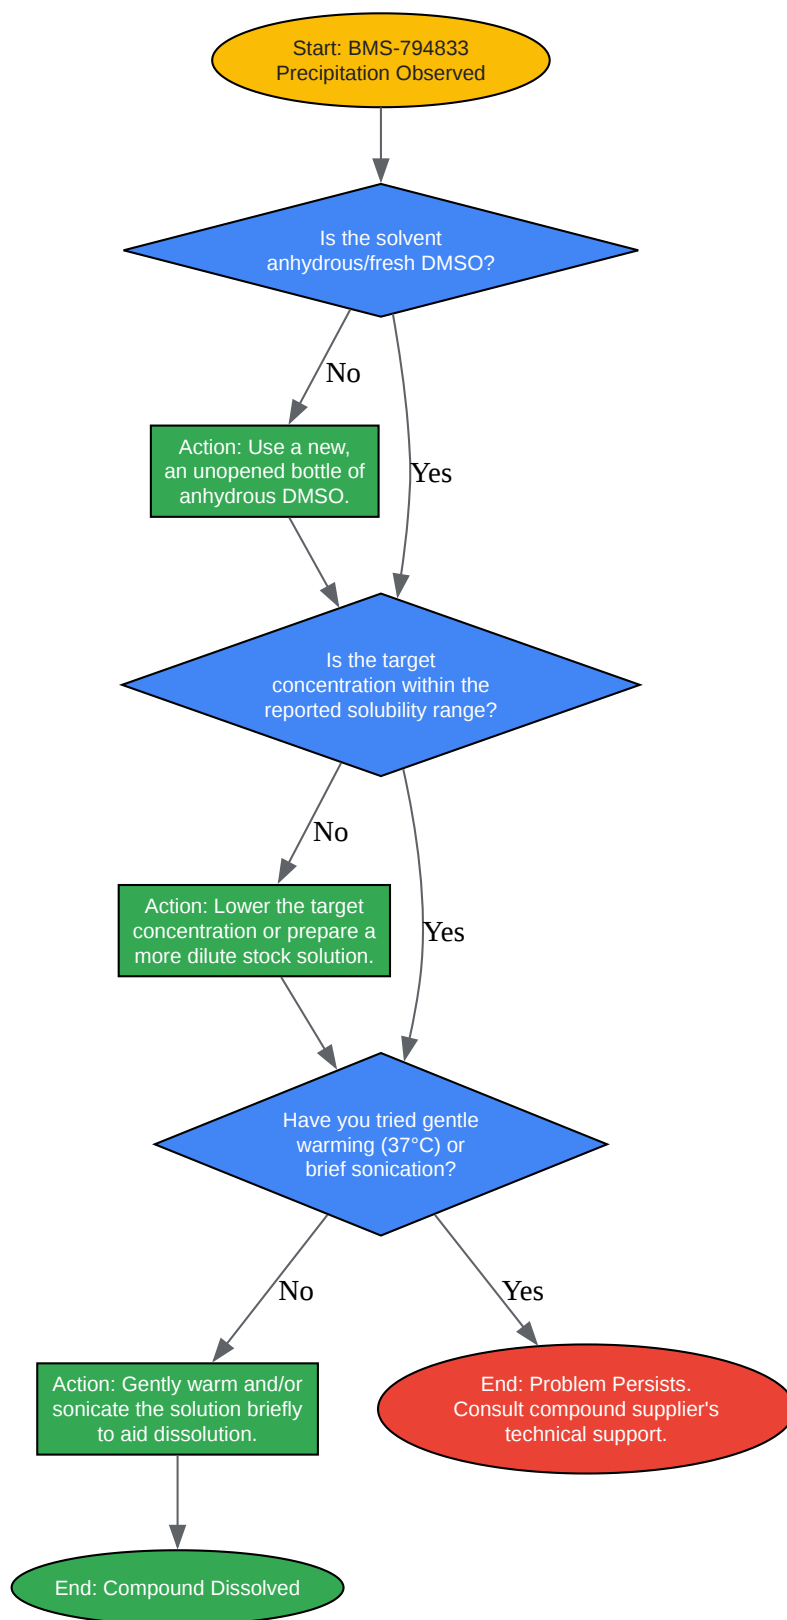 Start: BMS-794833
Precipitation Observed
Is the solvent
anhydrous/fresh DMSO?
No
Action: Use a new,
an unopened bottle of
anhydrous DMSO.
Yes
Is the target
concentration within the
reported solubility range?
No
Action: Lower the target
concentration or prepare a
more dilute stock solution.
Yes
Have you tried gentle
warming (37°C) or
brief sonication?
No
Yes
Action: Gently warm and/or
sonicate the solution briefly
to aid dissolution.
End: Problem Persists.
Consult compound supplier's
technical support.
End: Compound Dissolved